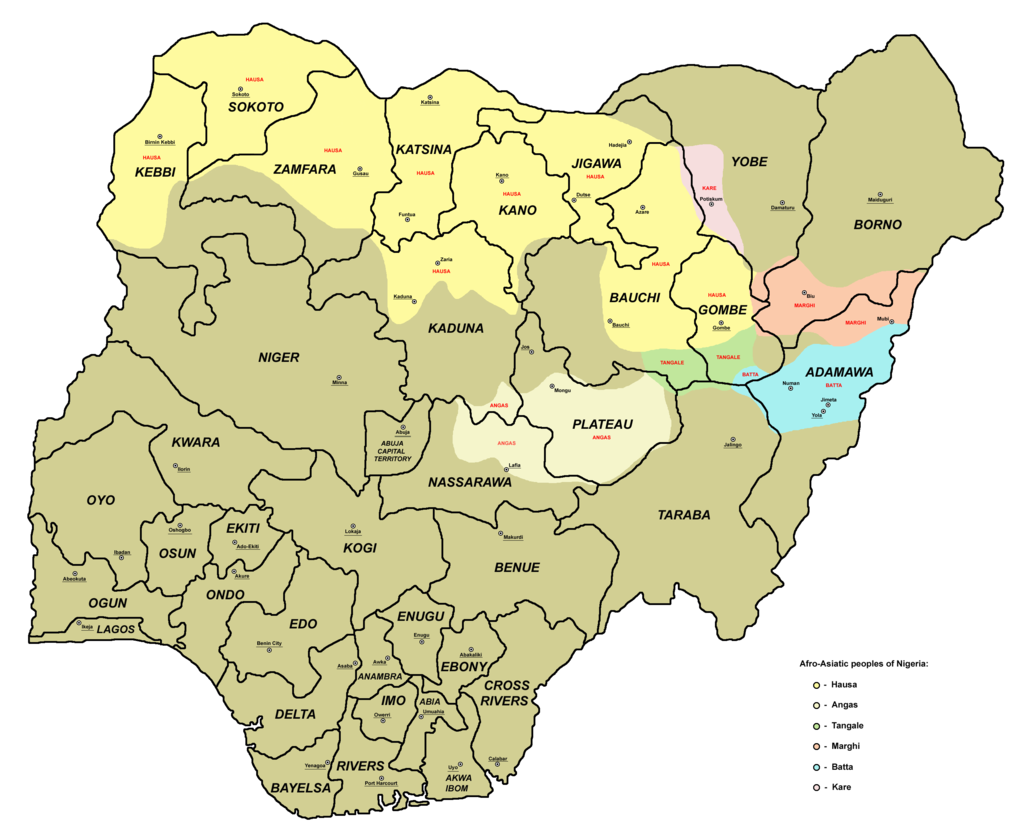 HAUSA
Sokoto
SOKOTO
Katsina
Birnin Kebbi
HAUSA
KEBBI
HAUSA
ZAMFARA
Gusau
KATSINA
HAUSA
Funtua
Kano
HAUSA
KANO
Hadejia
JIGAWA
HAUSA
Dutse
Azare
YOBE
KARE
Potiskum
Damaturu
Maiduguri
BORNO
Zaria
HAUSA
Kaduna
KADUNA
HAUSA
BAUCHI
Bauchi
HAUSA
GOMBE
Gombe
Biu
MARGHI
MARGHI
Mubi
NIGER
Minna
Jos
TANGALE
TANGALE
BATTA
ADAMAWA
BATTA
Numan
Jimeta
Yola
Mongu
ANGAS
PLATEAU
ANGAS
ANGAS
Lafia
NASSARAWA
Abuja
ABUJA
CAPITAL
TERRITORY
Jalingo
TARABA
KWARA
Ilorin
OYO
Ibadan
Oshogbo
OSUN
EKITI
Ado-Ekiti
Lokaja
KOGI
Makurdi
BENUE
Abeokuta
OGUN
Akure
ONDO
Ikeja
LAGOS
EDO
Benin City
ENUGU
Enugu
Abakaliki
EBONY
Asaba
Awka
ANAMBRA
CROSS
RIVERS
DELTA
IMO
Owerri
ABIA
Umuahia
Yenagoa
BAYELSA
RIVERS
Port Harcourt
Uyo
AKWA
IBOM
Calabar
Afro-Asiatic peoples of Nigeria:
- Hausa
- Angas
- Tangale
- Marghi
- Batta
- Kare